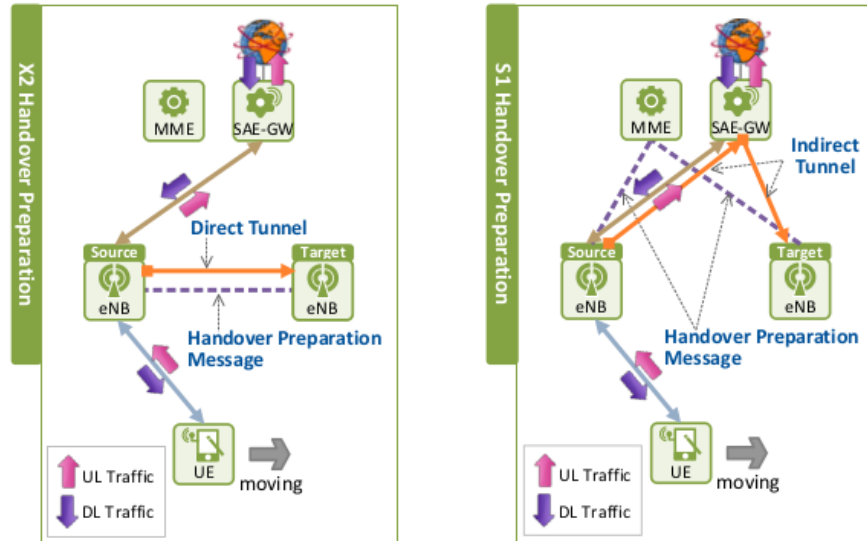 X2 Handover Preparation
MME
SAE-GW
Direct Tunnel
Source
Target
eNB
eNB
Handover Preparation
Message
UE
moving
UL Traffic
DL Traffic
S1 Handover Preparation
MME
SAE-GW
Indirect
Tunnel
Source
Target
eNB
eNB
Handover Preparation
Message
UE
moving
UL Traffic
DL Traffic